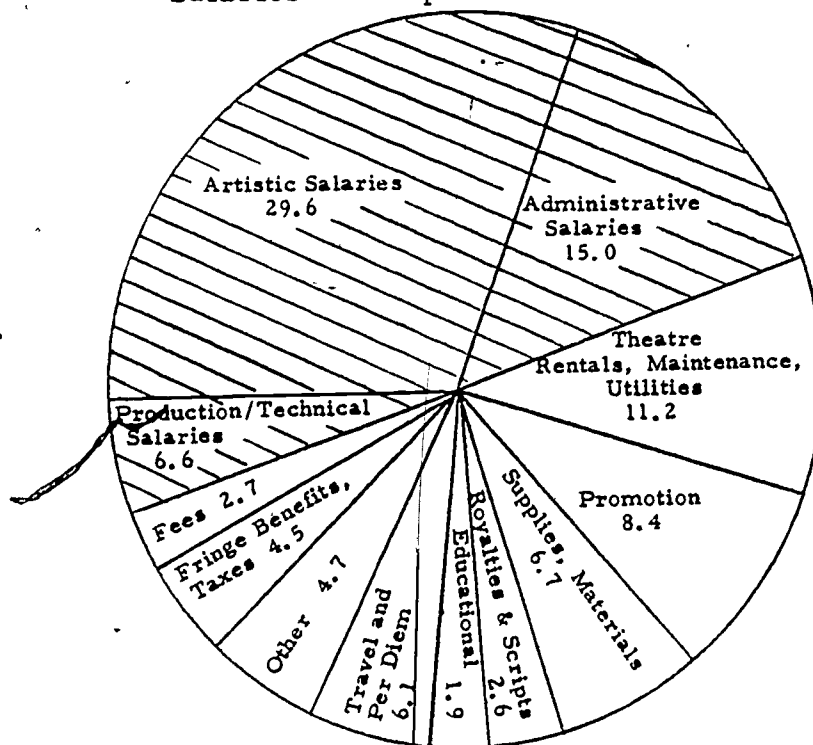 Artistic Salaries
29.6
Administrative
Salaries
15.0
Theatre
Rentals, Maintenance,
Utilities
11.2
Promotion
8.4
Supplies, Materials
6.7
Royalties & Scripts
2.6
Educational
1.9
Travel and
Per Diem
6.1
Other 4.7
Fringe Benefits,
Taxes 4.5
Fees 2.7
Production/Technical
Salaries
6.6